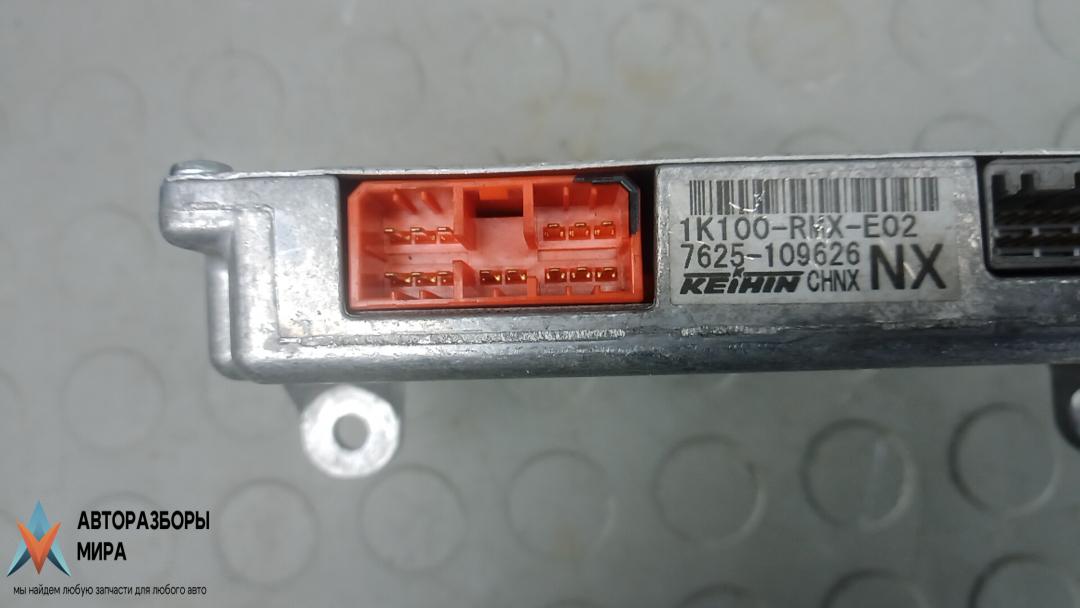 1K100-RMX-E02
7625-109626
KEIHIN CHNX NX
АВТОРАЗБОРЫ
МИРА
мы найдем любую запчасти для любого авто